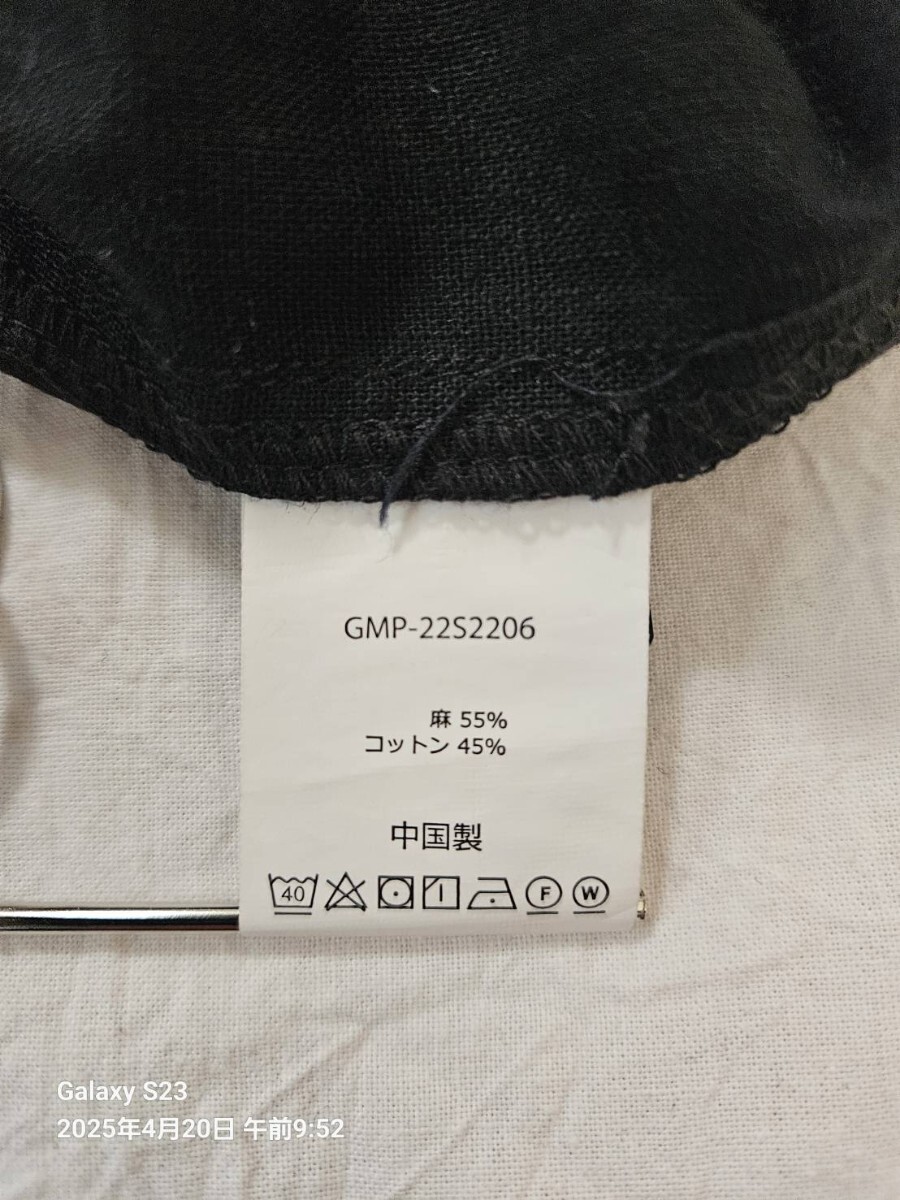 GMP-22S2206
麻 55%
コットン 45%
中国製
40 F W
Galaxy S23
2025年4月20日 午前9:52